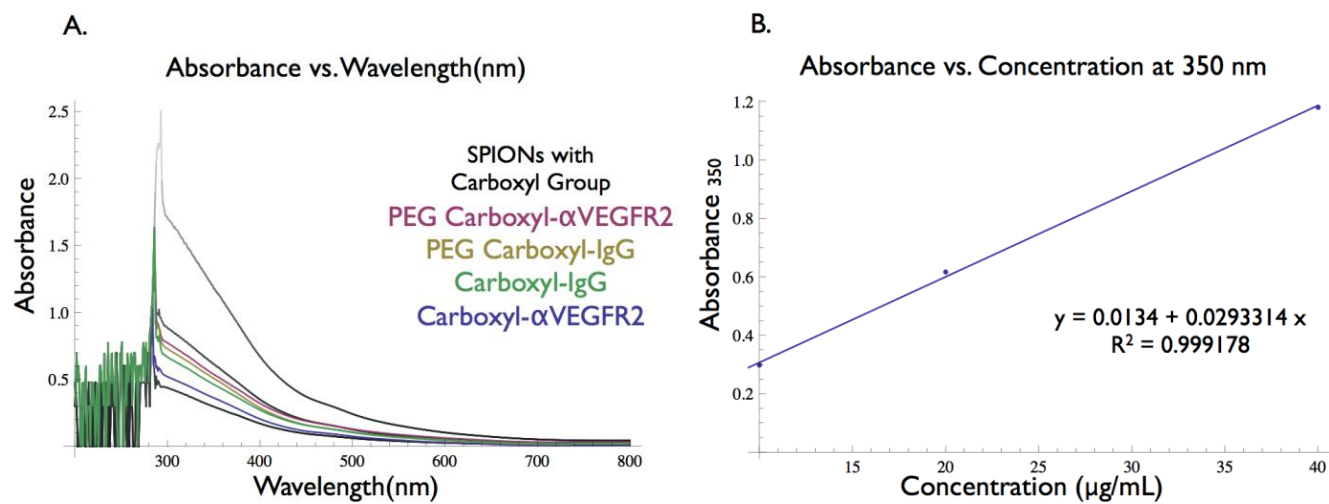 A.
Absorbance vs. Wavelength(nm)
2.5
2.0
1.5
1.0
0.5
Absorbance
300
400
500
600
700
800
Wavelength(nm)
SPIONs with
Carboxyl Group
PEG Carboxyl-αVEGFR2
PEG Carboxyl-IgG
Carboxyl-IgG
Carboxyl-αVEGFR2
B.
Absorbance vs. Concentration at 350 nm
1.2
1.0
0.8
0.6
0.4
0.2
Absorbance 350
15
20
25
30
35
40
Concentration (μg/mL)
y = 0.0134 + 0.0293314 x
R² = 0.999178